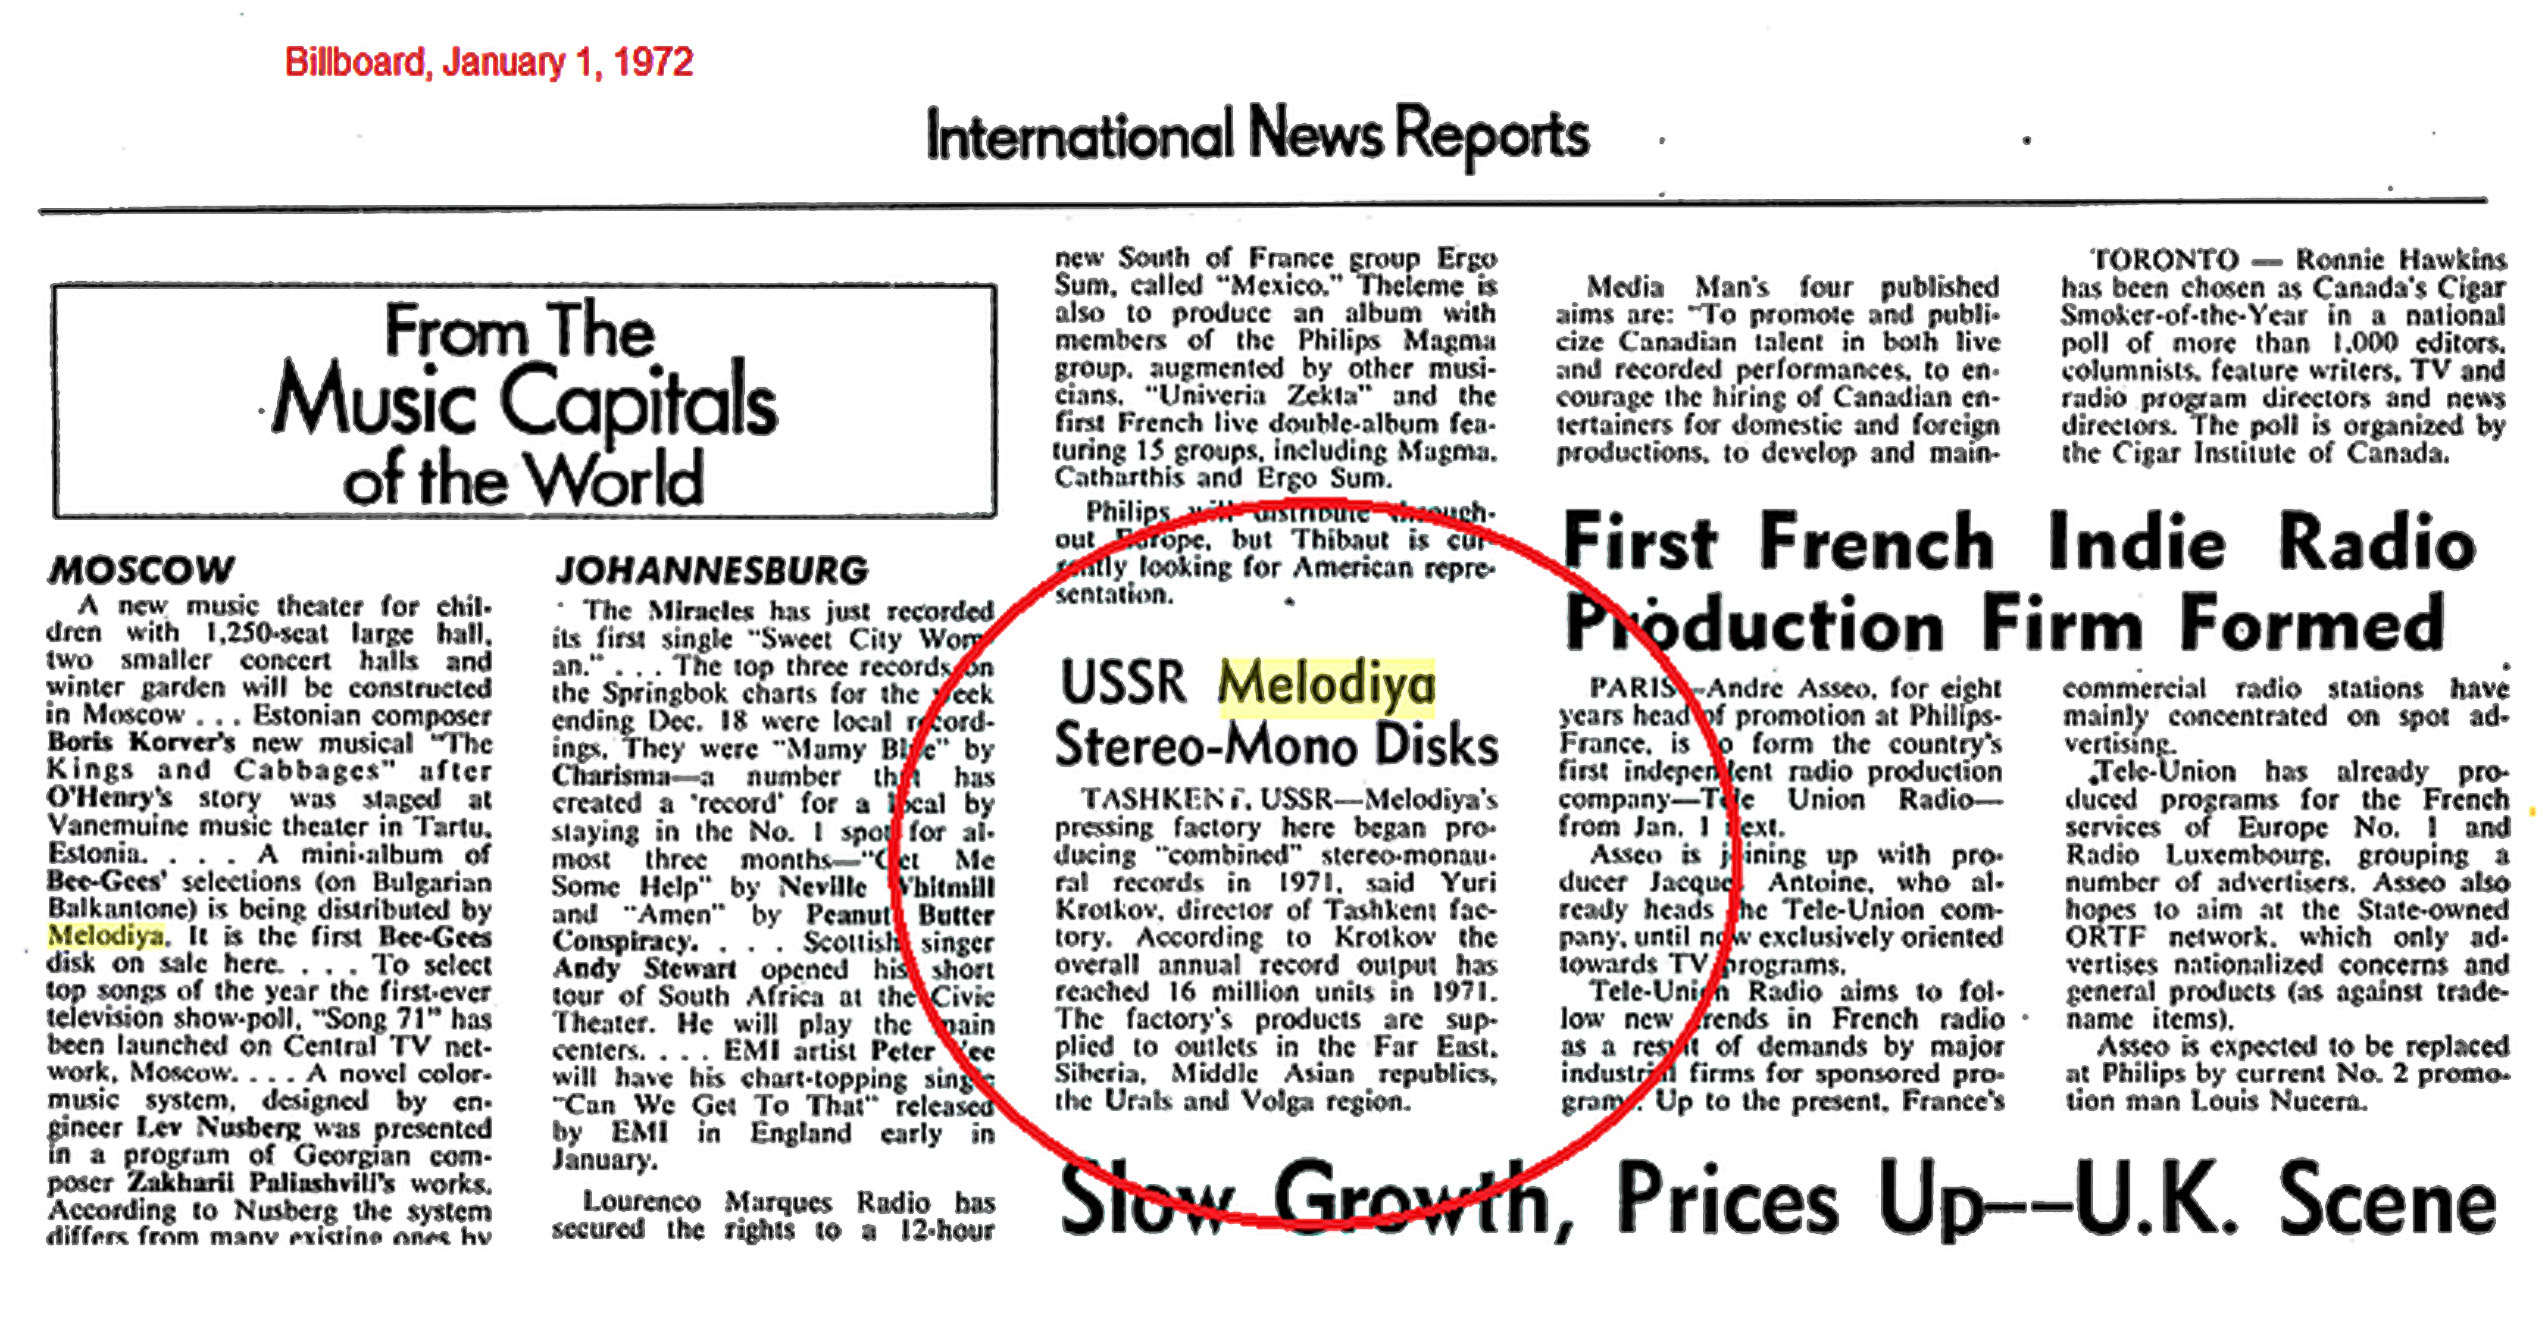 Billboard, January 1, 1972
International News Reports
From The
Music Capitals
of the World
MOSCOW
A new music theater for chil-
dren with 1,250-seat large hall,
two smaller concert halls and
winter garden will be constructed
in Moscow . . . Estonian composer
Boris Korver's new musical "The
Kings and Cabbages" after
O'Henry's story was staged at
Vanemuine music theater in Tartu,
Estonia. . . . A mini-album of
Bee-Gees' selections (on Bulgarian
Balkantone) is being distributed by
Melodiya. It is the first Bee-Gees
disk on sale here. . . . To select
top songs of the year the first-ever
television show-poll, "Song 71" has
been launched on Central TV net-
work, Moscow. . . . A novel color-
music system, designed by en-
gineer Lev Nusberg was presented
in a program of Georgian com-
poser Zakharii Paliashvili's works.
According to Nusberg the system
differs from many existing ones by
JOHANNESBURG
The Miracles has just recorded
its first single "Sweet City Wom-
an." . . . The top three records on
the Springbok charts for the week
ending Dec. 18 were local record-
ings. They were "Mamy Blue" by
Charisma—a number that has
created a 'record' for a local by
staying in the No. 1 spot for al-
most three months—"Get Me
Some Help" by Neville Whitmill
and "Amen" by Peanut Butter
Conspiracy. . . . Scottish singer
Andy Stewart opened his short
tour of South Africa at the Civic
Theater. He will play the main
centers. . . . EMI artist Peter Vee
will have his chart-topping single
"Can We Get To That" released
by EMI in England early in
January.
Lourenco Marques Radio has
secured the rights to a 12-hour
new South of France group Ergo
Sum, called "Mexico." Theleme is
also to produce an album with
members of the Philips Magma
group, augmented by other musi-
cians, "Univeria Zekta" and the
first French live double-album fea-
turing 15 groups, including Magma,
Catharthis and Ergo Sum.
Philips will distribute through-
out Europe, but Thibaut is cur-
rently looking for American repre-
sentation.
USSR Melodiya
Stereo-Mono Disks
TASHKENT, USSR—Melodiya's
pressing factory here began pro-
ducing "combined" stereo-monau-
ral records in 1971, said Yuri
Krotkov, director of Tashkent fac-
tory. According to Krotkov the
overall annual record output has
reached 16 million units in 1971.
The factory's products are sup-
plied to outlets in the Far East,
Siberia, Middle Asian republics,
the Urals and Volga region.
Media Man's four published
aims are: "To promote and publi-
cize Canadian talent in both live
and recorded performances, to en-
courage the hiring of Canadian en-
tertainers for domestic and foreign
productions, to develop and main-
TORONTO — Ronnie Hawkins
has been chosen as Canada's Cigar
Smoker-of-the-Year in a national
poll of more than 1,000 editors,
columnists, feature writers, TV and
radio program directors and news
directors. The poll is organized by
the Cigar Institute of Canada.
First French Indie Radio
Production Firm Formed
PARIS—Andre Asseo, for eight
years head of promotion at Philips-
France, is to form the country's
first independent radio production
company—Tele Union Radio—
from Jan. 1 next.
Asseo is joining up with pro-
ducer Jacques Antoine, who al-
ready heads the Tele-Union com-
pany, until now exclusively oriented
towards TV programs.
Tele-Union Radio aims to fol-
low new trends in French radio
as a result of demands by major
industrial firms for sponsored pro-
grams. Up to the present, France's
commercial radio stations have
mainly concentrated on spot ad-
vertising.
Tele-Union has already pro-
duced programs for the French
services of Europe No. 1 and
Radio Luxembourg, grouping a
number of advertisers. Asseo also
hopes to aim at the State-owned
ORTF network, which only ad-
vertises nationalized concerns and
general products (as against trade-
name items).
Asseo is expected to be replaced
at Philips by current No. 2 promo-
tion man Louis Nucera.
Slow Growth, Prices Up--U.K. Scene